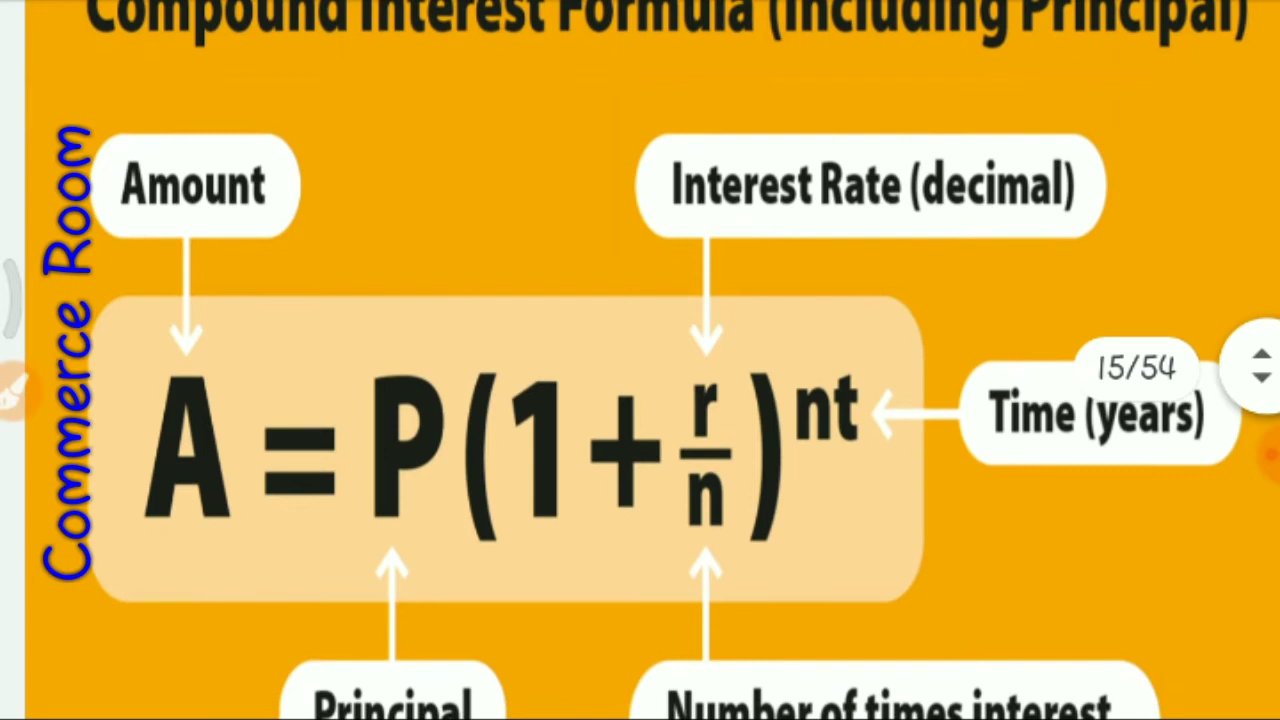 Compound Interest Formula (Including Principal)
Commerce Room
Amount
Interest Rate (decimal)
A = P(1 + r/n)^nt
15/54
Time (years)
Principal
Number of times interest